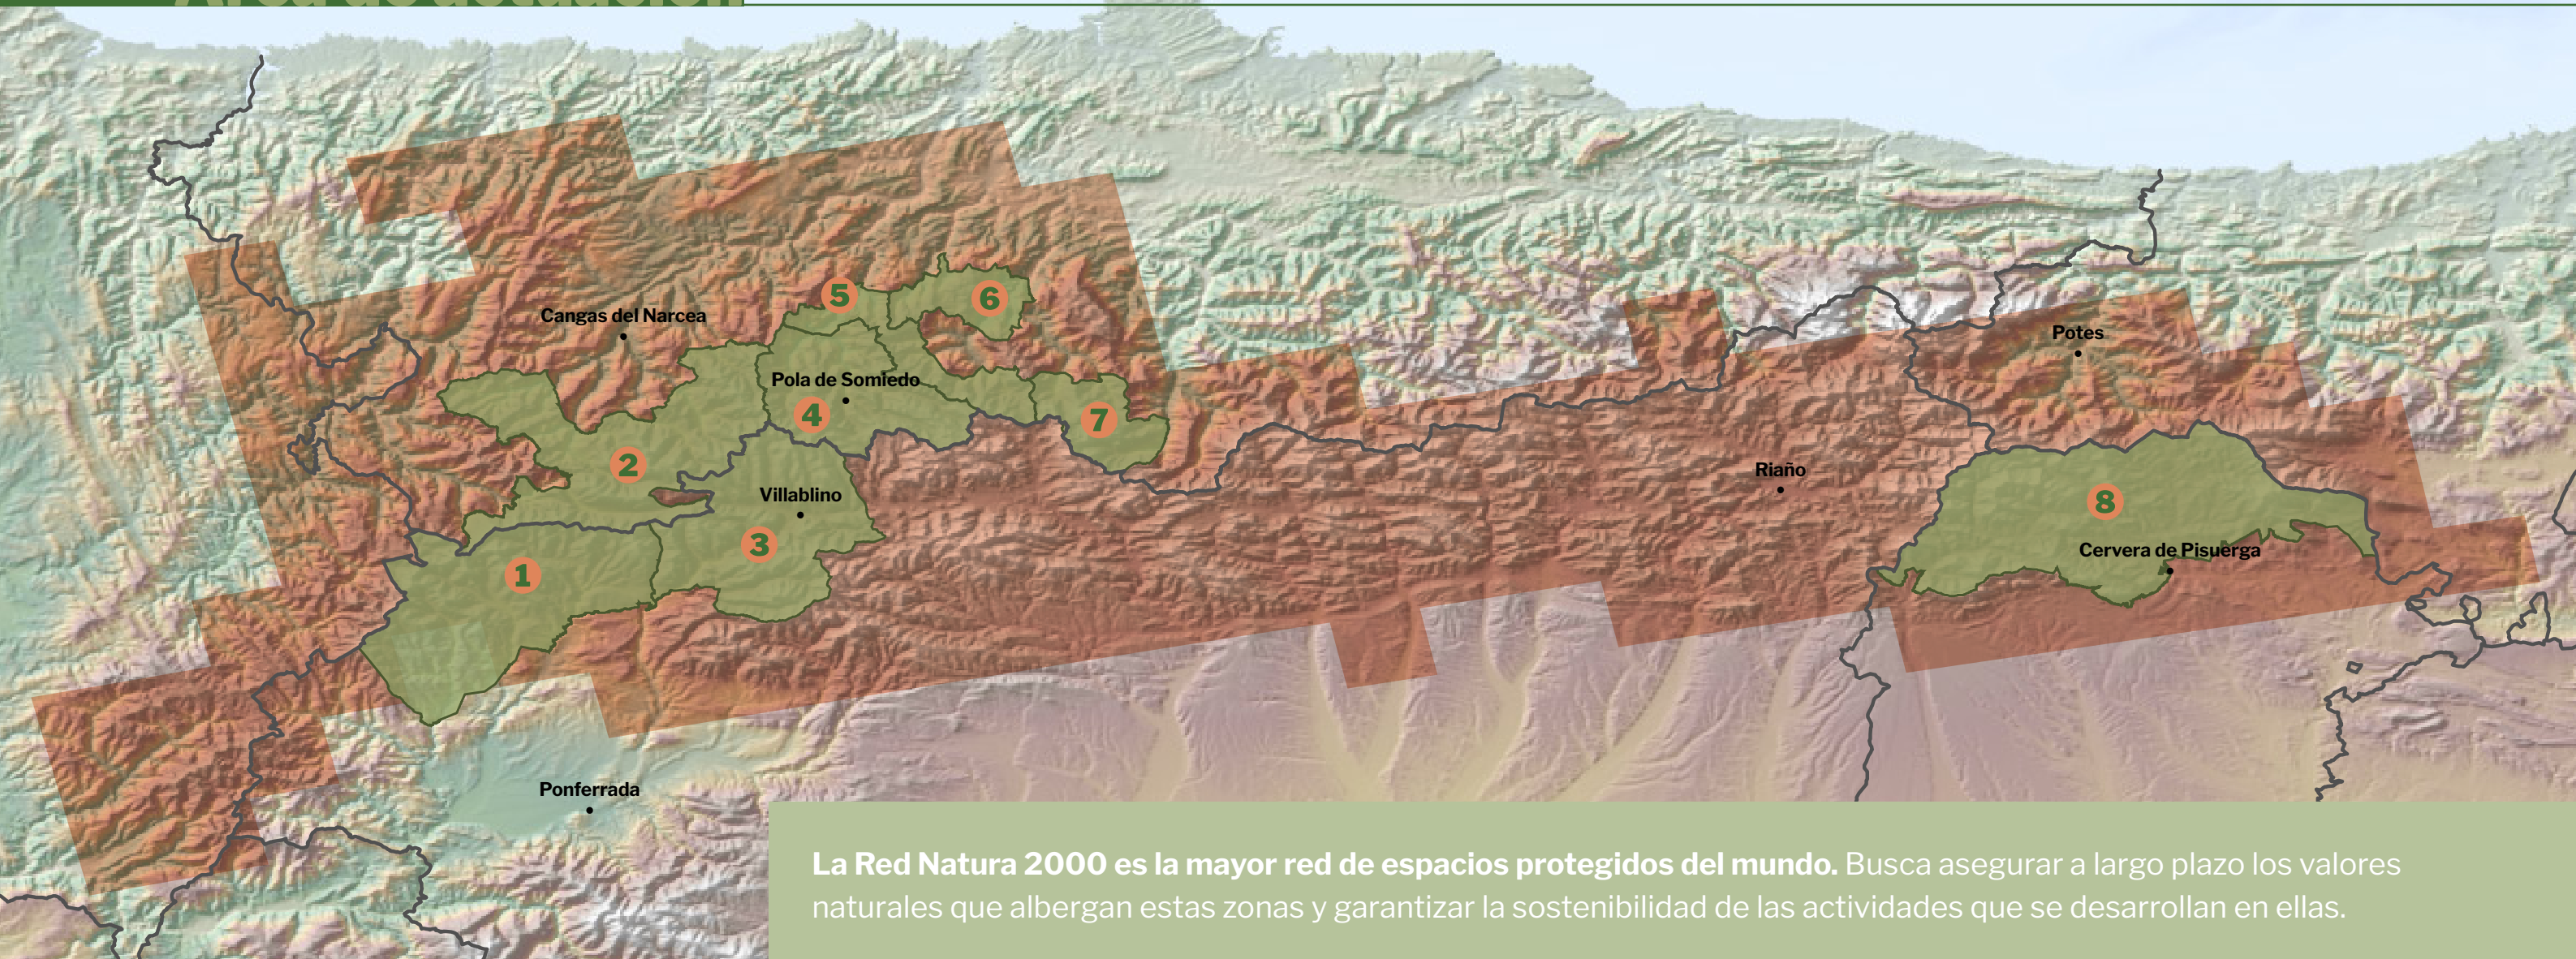 5
6
Cangas del Narcea
Potes
Pola de Somiedo
4
7
2
Riaño
Villablino
8
3
Cervera de Pisuerga
1
Ponferrada
La Red Natura 2000 es la mayor red de espacios protegidos del mundo. Busca asegurar a largo plazo los valores
naturales que albergan estas zonas y garantizar la sostenibilidad de las actividades que se desarrollan en ellas.